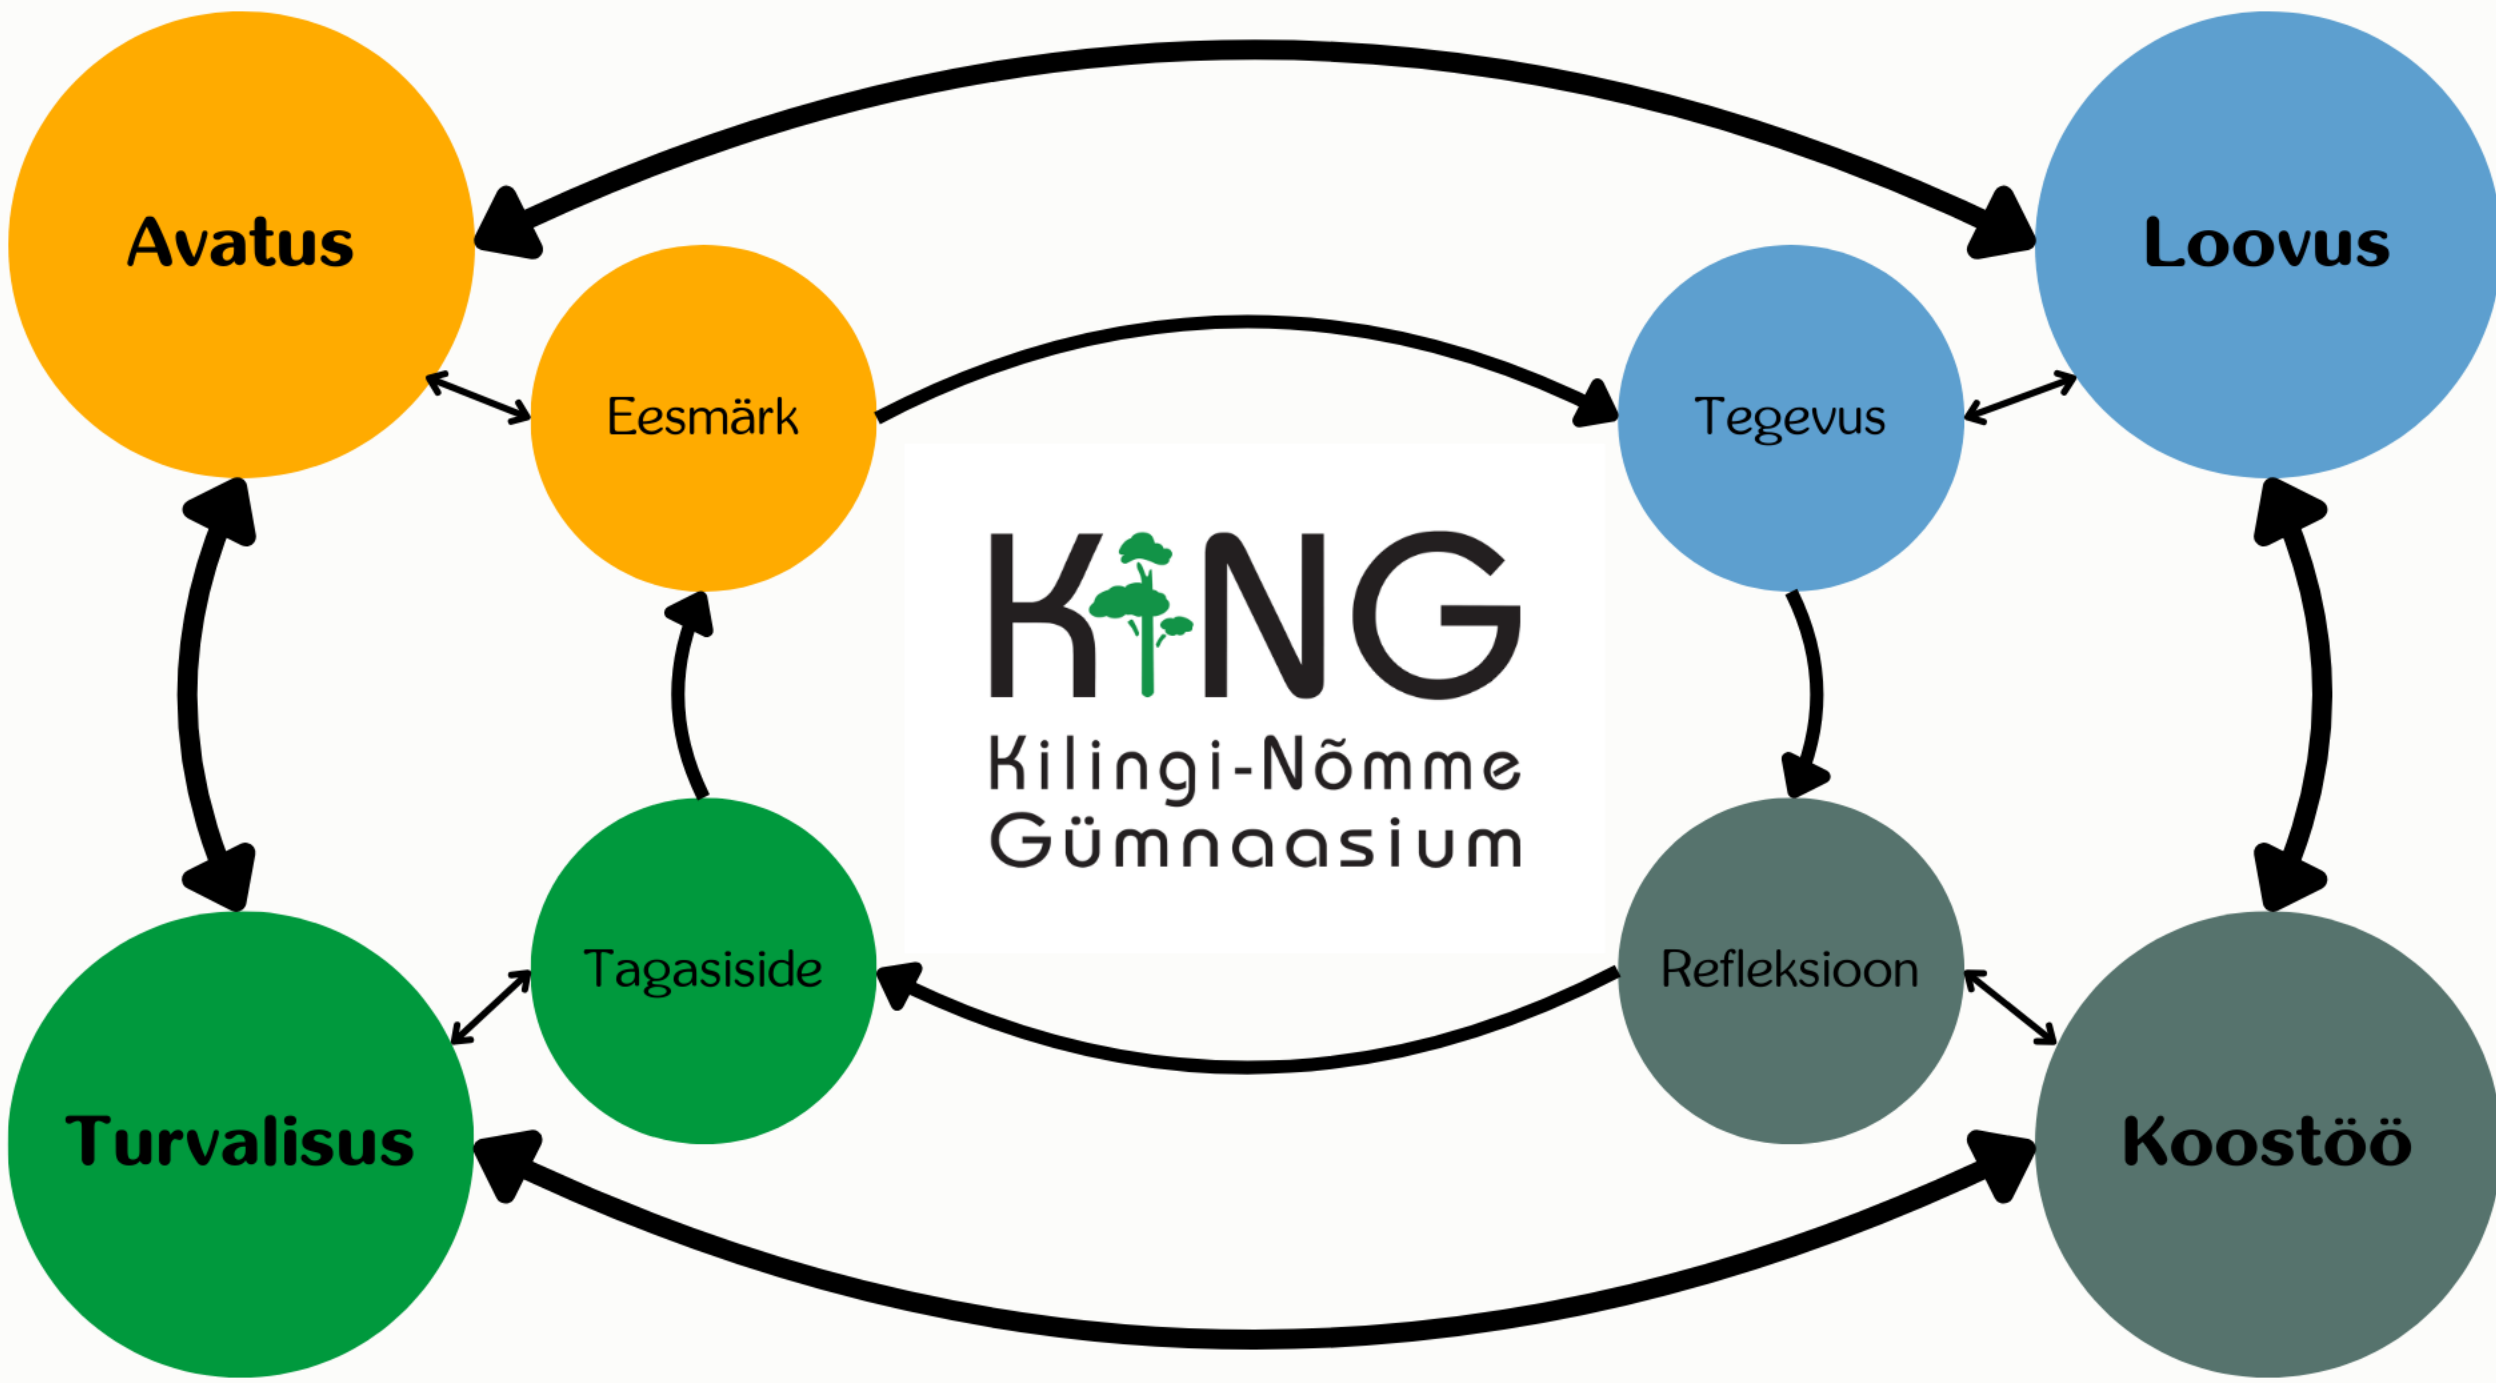 Avatus
Loovus
Eesmärk
Tegevus
KING
Kilingi-Nõmme
Gümnaasium
Tagasiside
Refleksioon
Turvalisus
Koostöö